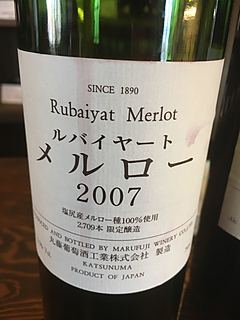 SINCE 1890
Rubaiyat Merlot
ルバイヤート
メルロー
2007
塩尻産メルロー種100%使用
2,709本 限定醸造
AND BOTTLED BY MARUFUJI WINERY CO.
丸藤葡萄酒工業株式会社 製造
KATSUNUMA
PRODUCT OF JAPAN